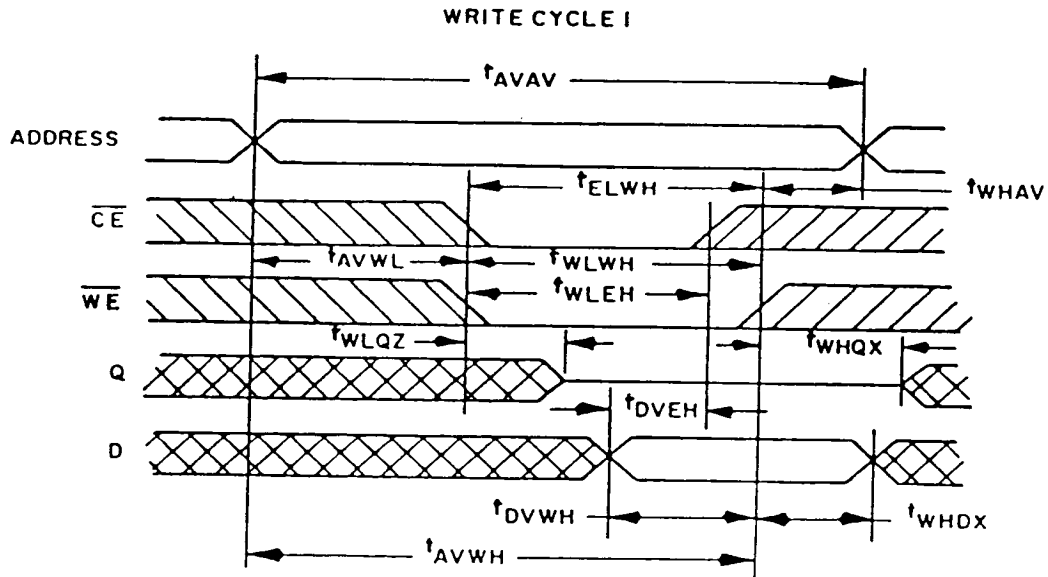 WRITE CYCLE I
tAVAV
ADDRESS
tELWH
tWHAV
CE
tAVWL
tWLWH
WE
tWLEH
tWLQZ
tWHQX
Q
tDVEH
D
tDVWH
tWHDX
tAVWH